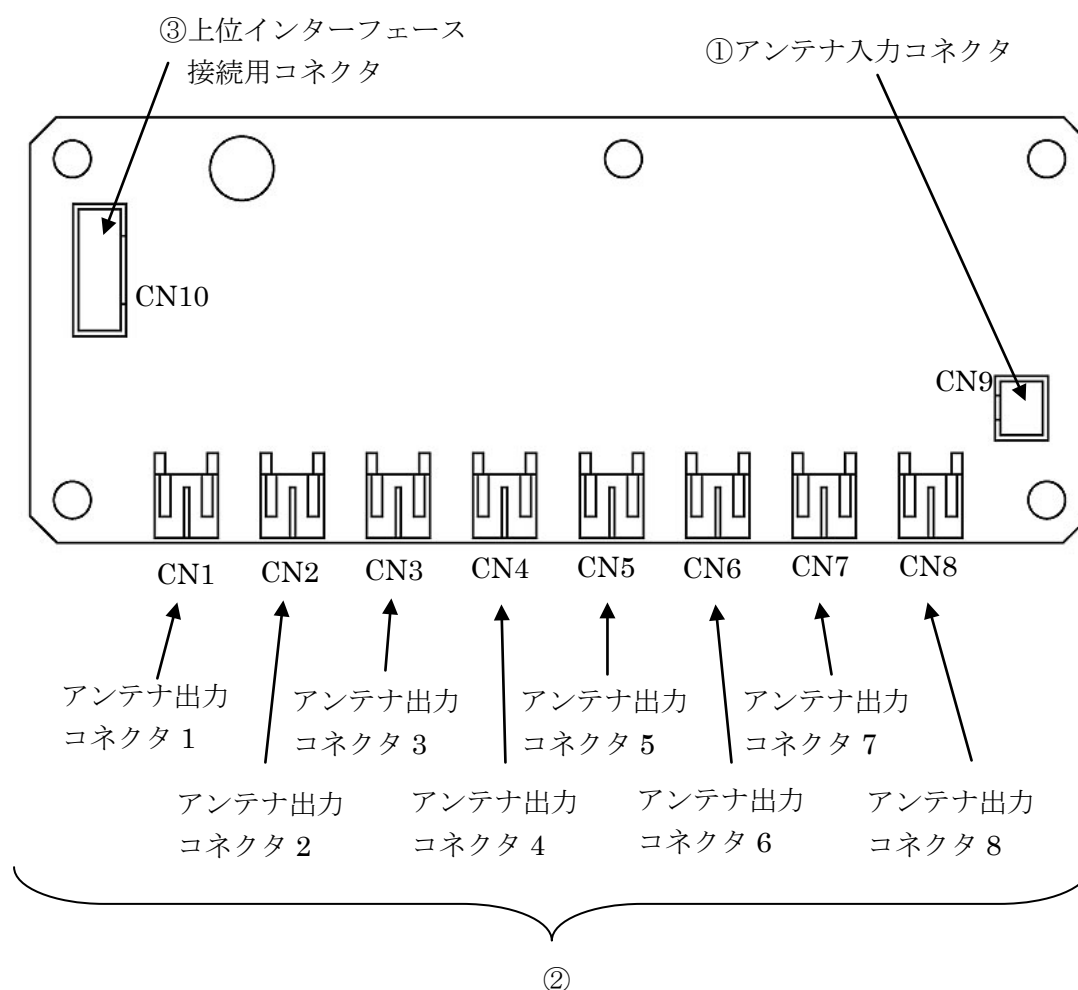 ③上位インターフェース
接続用コネクタ
①アンテナ入力コネクタ
CN10
CN9
CN1
CN2
CN3
CN4
CN5
CN6
CN7
CN8
アンテナ出力
コネクタ 1
アンテナ出力
コネクタ 3
アンテナ出力
コネクタ 5
アンテナ出力
コネクタ 7
アンテナ出力
コネクタ 2
アンテナ出力
コネクタ 4
アンテナ出力
コネクタ 6
アンテナ出力
コネクタ 8
②